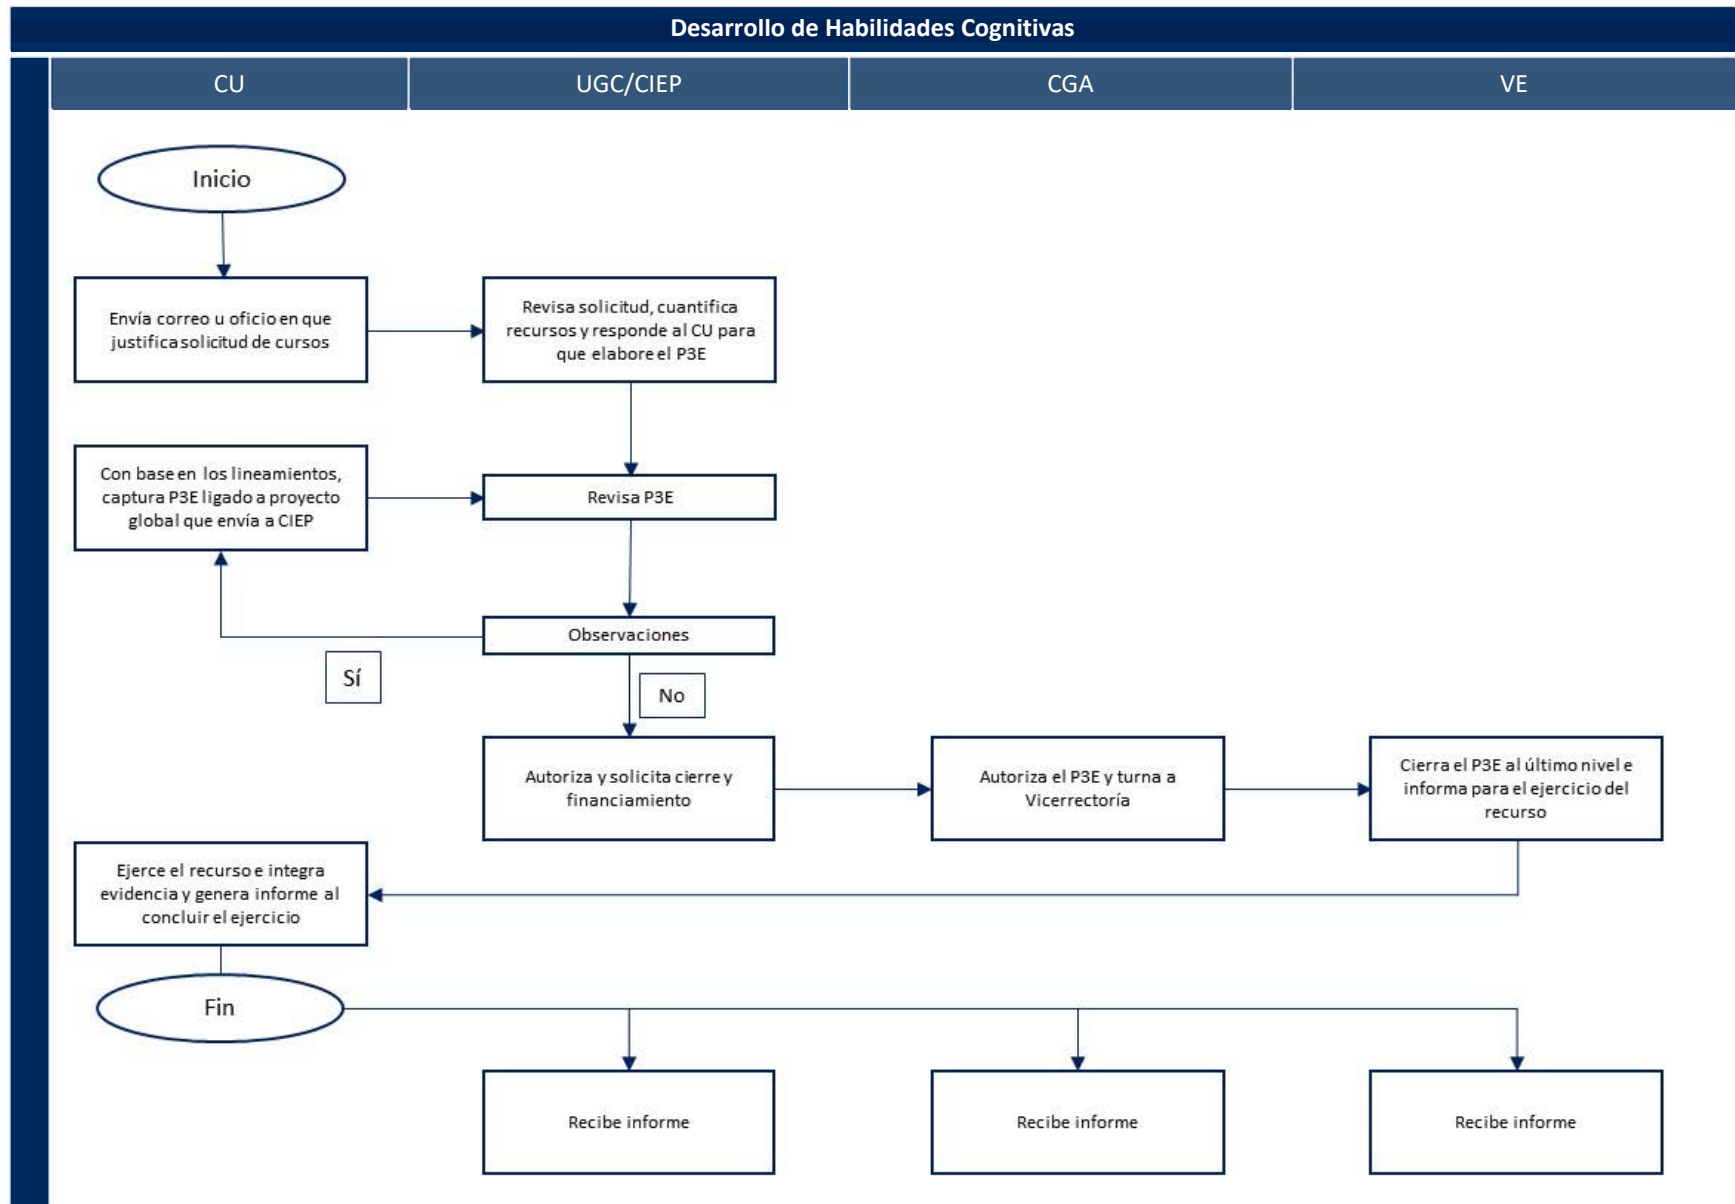 Desarrollo de Habilidades Cognitivas
CU
UGC/CIEP
CGA
VE
Inicio
Envía correo u oficio en que
justifica solicitud de cursos
Revisa solicitud, cuantifica
recursos y responde al CU para
que elabore el P3E
Con base en los lineamientos,
captura P3E ligado a proyecto
global que envía a CIEP
Revisa P3E
Observaciones
Sí
No
Autoriza y solicita cierre y
financiamiento
Autoriza el P3E y turna a
Vicerrectoría
Cierra el P3E al último nivel e
informa para el ejercicio del
recurso
Ejerce el recurso e integra
evidencia y genera informe al
concluir el ejercicio
Fin
Recibe informe
Recibe informe
Recibe informe